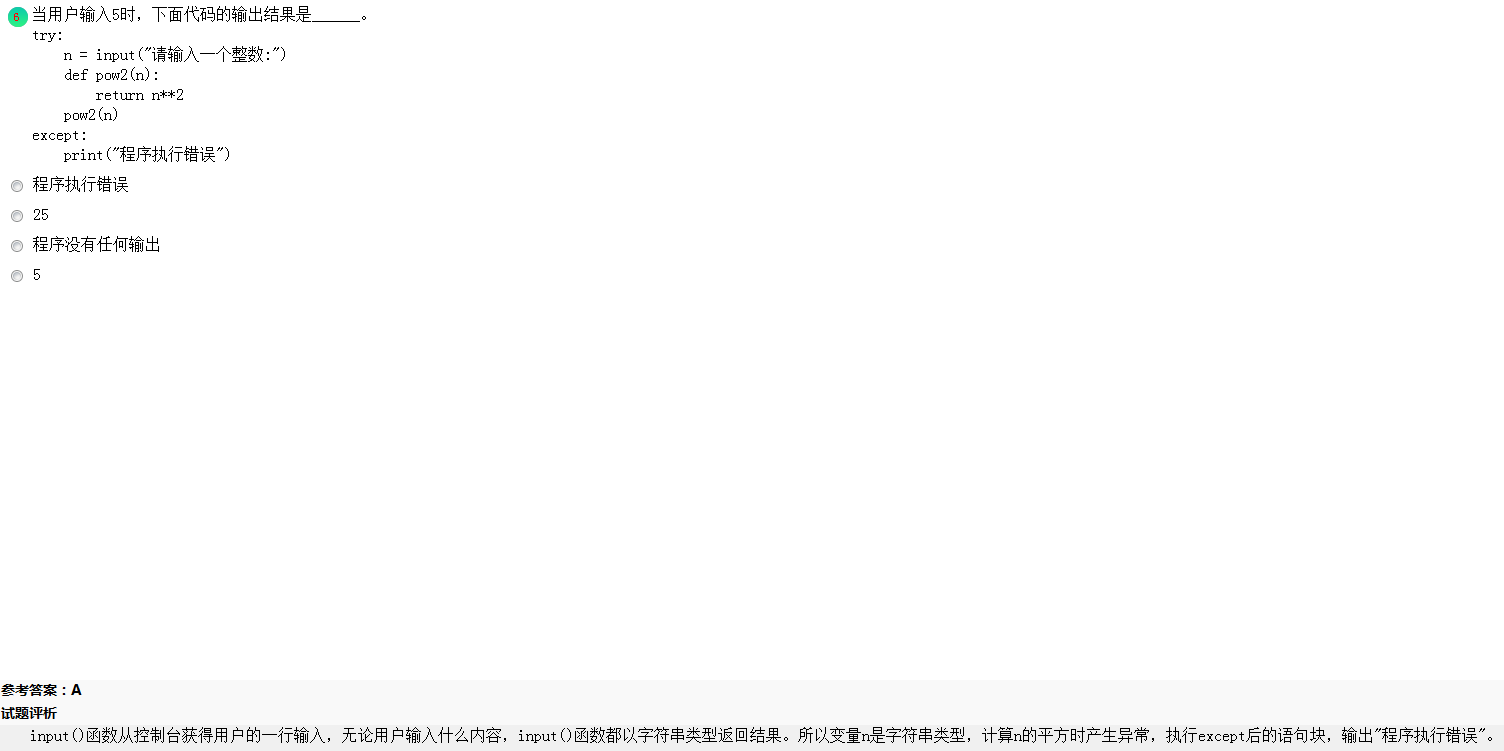 6 当用户输入5时，下面代码的输出结果是______。
try:
    n = input("请输入一个整数:")
    def pow2(n):
        return n**2
    pow2(n)
except:
    print("程序执行错误")
程序执行错误
25
程序没有任何输出
5
参考答案：A
试题评析
input()函数从控制台获得用户的一行输入，无论用户输入什么内容，input()函数都以字符串类型返回结果。所以变量n是字符串类型，计算n的平方时产生异常，执行except后的语句块，输出"程序执行错误"。